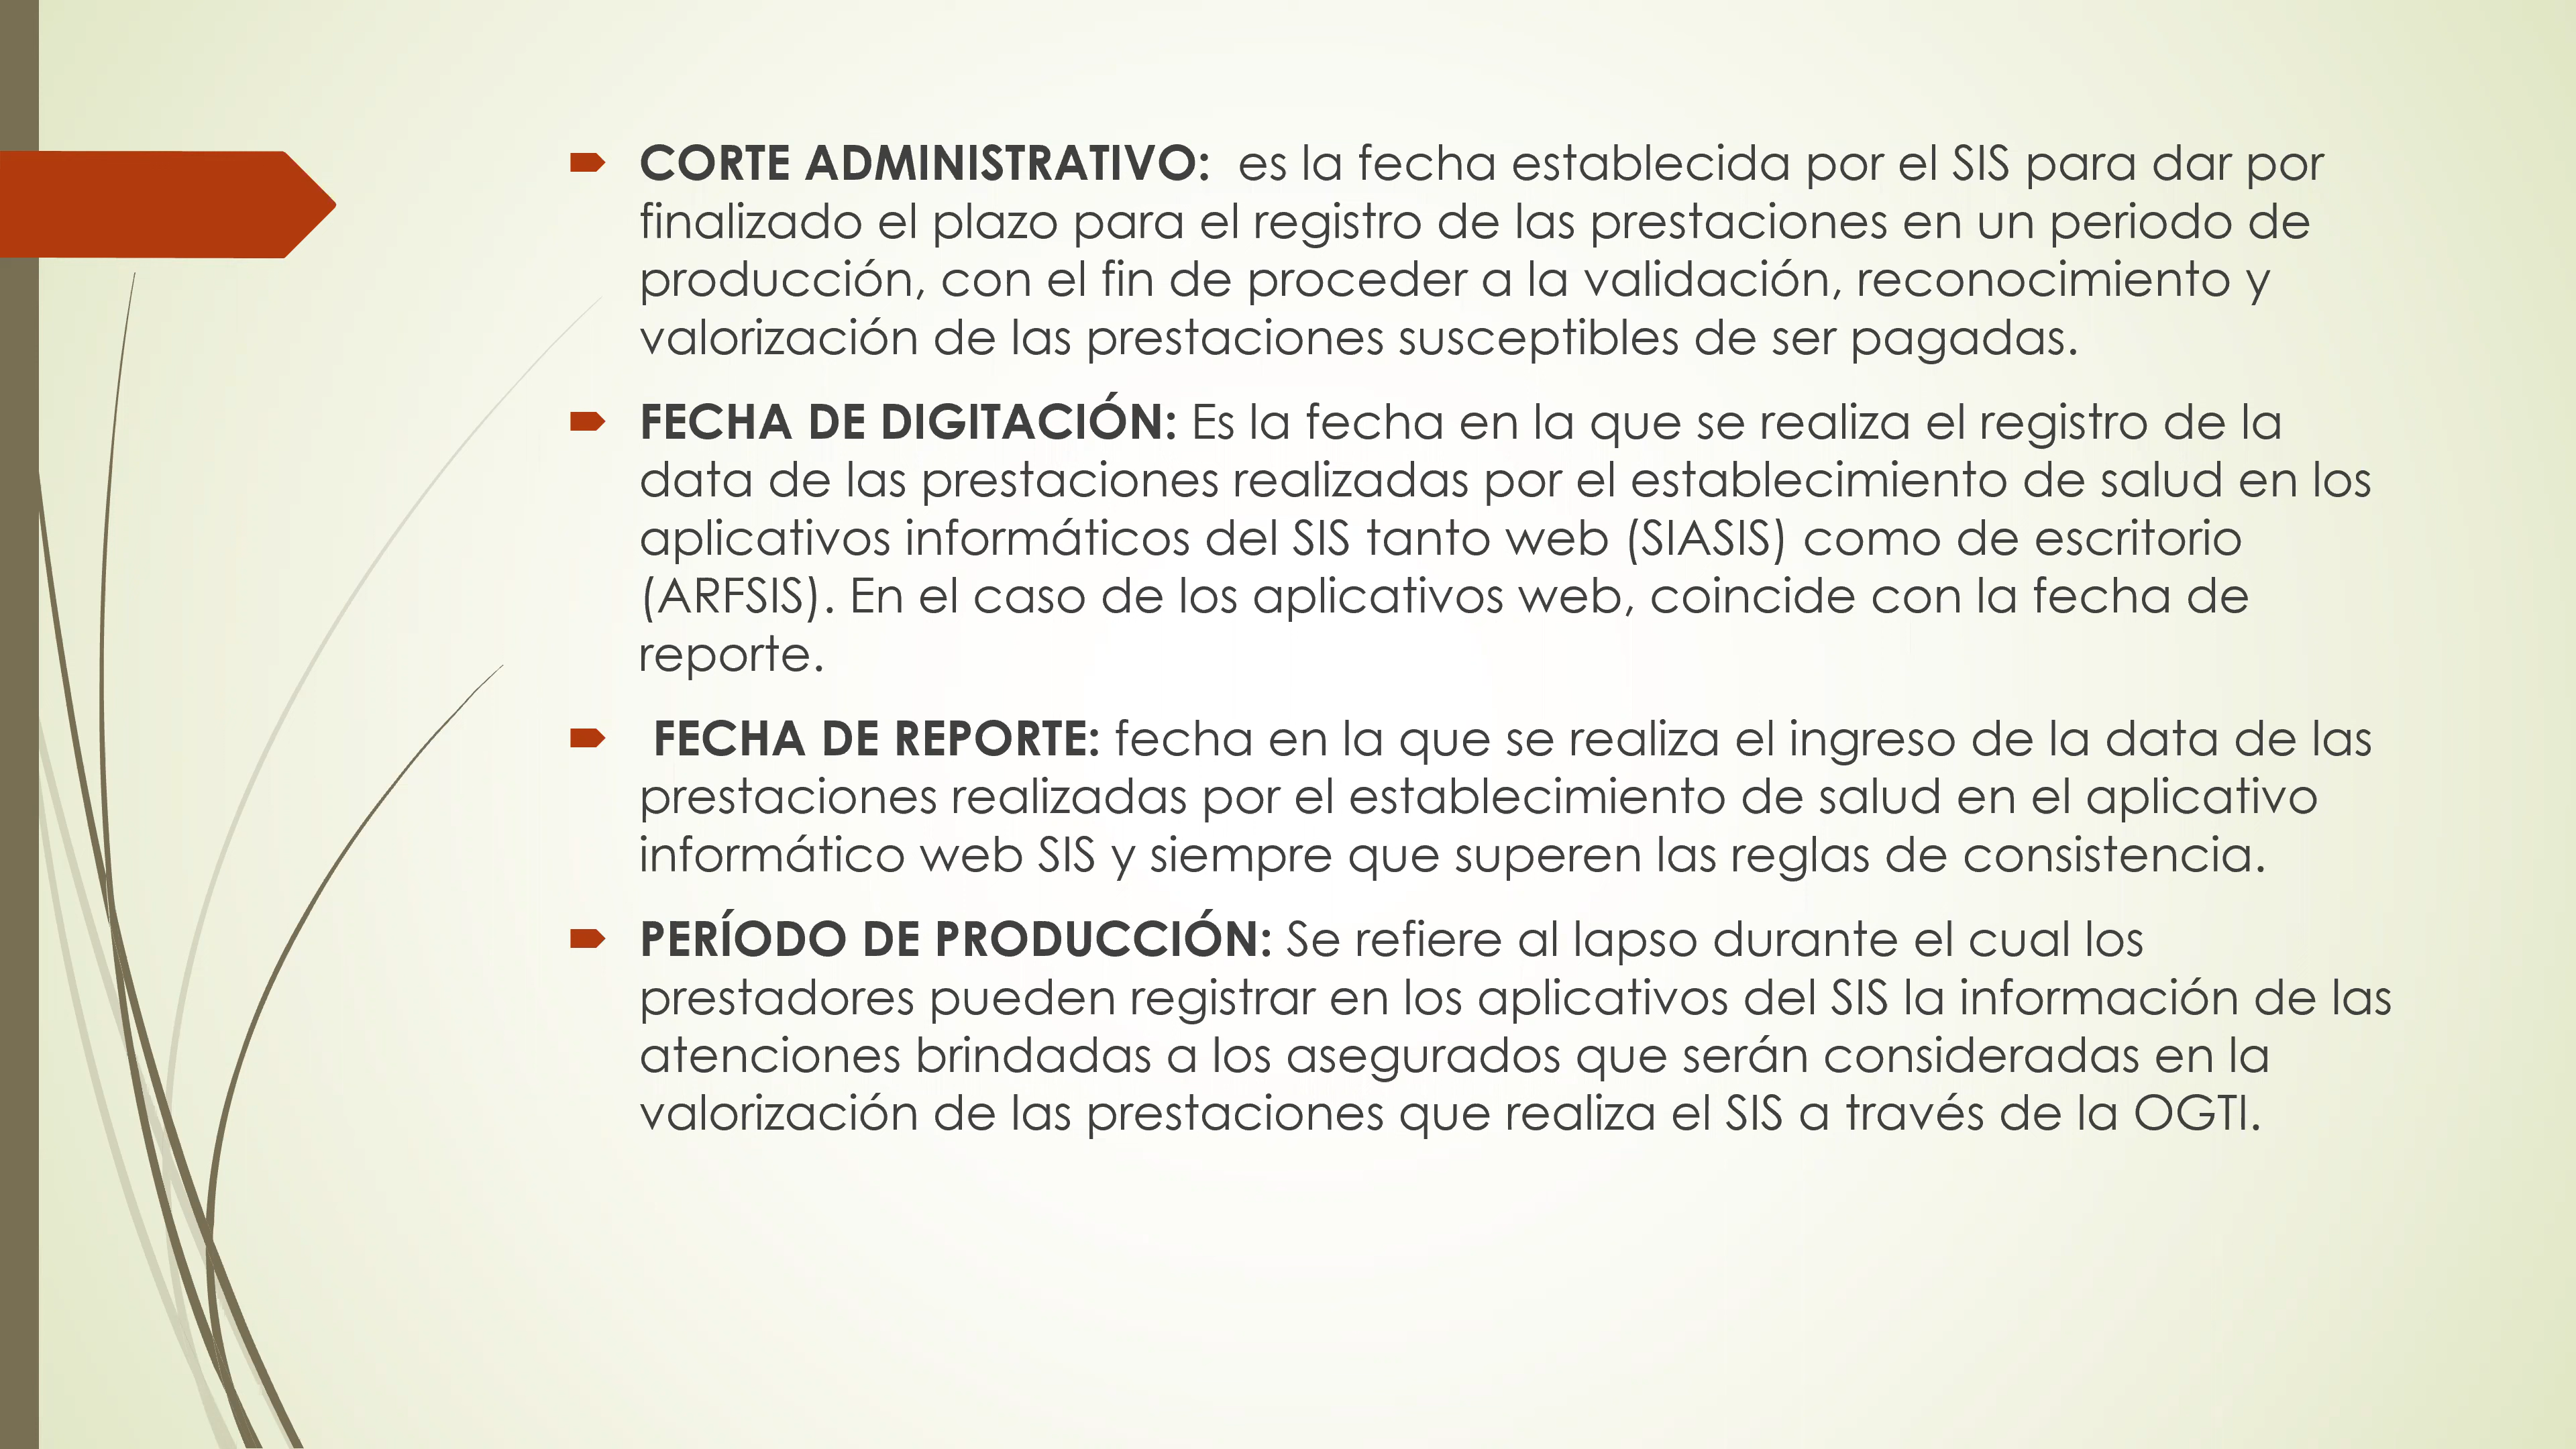 CORTE ADMINISTRATIVO:  es la fecha establecida por el SIS para dar por
finalizado el plazo para el registro de las prestaciones en un periodo de
producción, con el fin de proceder a la validación, reconocimiento y
valorización de las prestaciones susceptibles de ser pagadas.
FECHA DE DIGITACIÓN: Es la fecha en la que se realiza el registro de la
data de las prestaciones realizadas por el establecimiento de salud en los
aplicativos informáticos del SIS tanto web (SIASIS) como de escritorio
(ARFSIS). En el caso de los aplicativos web, coincide con la fecha de
reporte.
FECHA DE REPORTE: fecha en la que se realiza el ingreso de la data de las
prestaciones realizadas por el establecimiento de salud en el aplicativo
informático web SIS y siempre que superen las reglas de consistencia.
PERÍODO DE PRODUCCIÓN: Se refiere al lapso durante el cual los
prestadores pueden registrar en los aplicativos del SIS la información de las
atenciones brindadas a los asegurados que serán consideradas en la
valorización de las prestaciones que realiza el SIS a través de la OGTI.